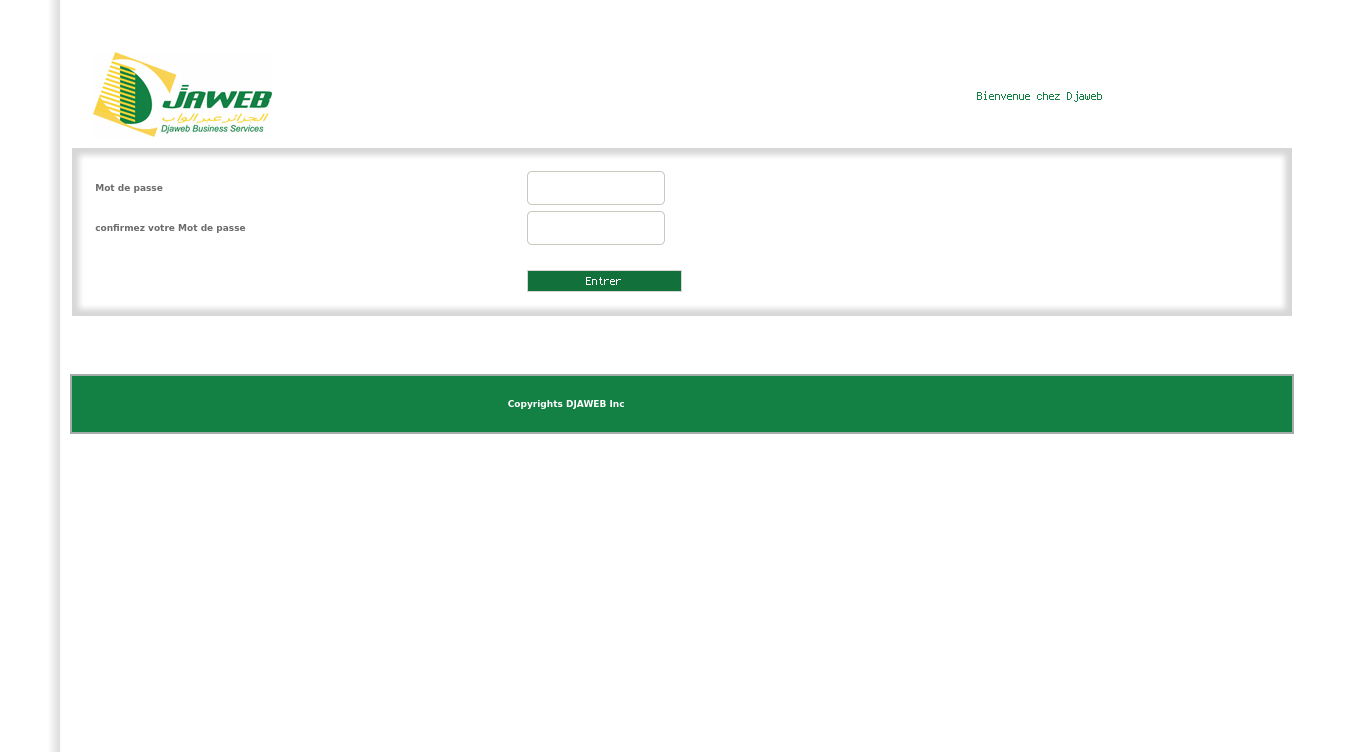 JAWEB
الجزائر عبر الواب
Djaweb Business Services
Bienvenue chez Djaweb
Mot de passe
confirmez votre Mot de passe
Entrer
Copyrights DJAWEB Inc